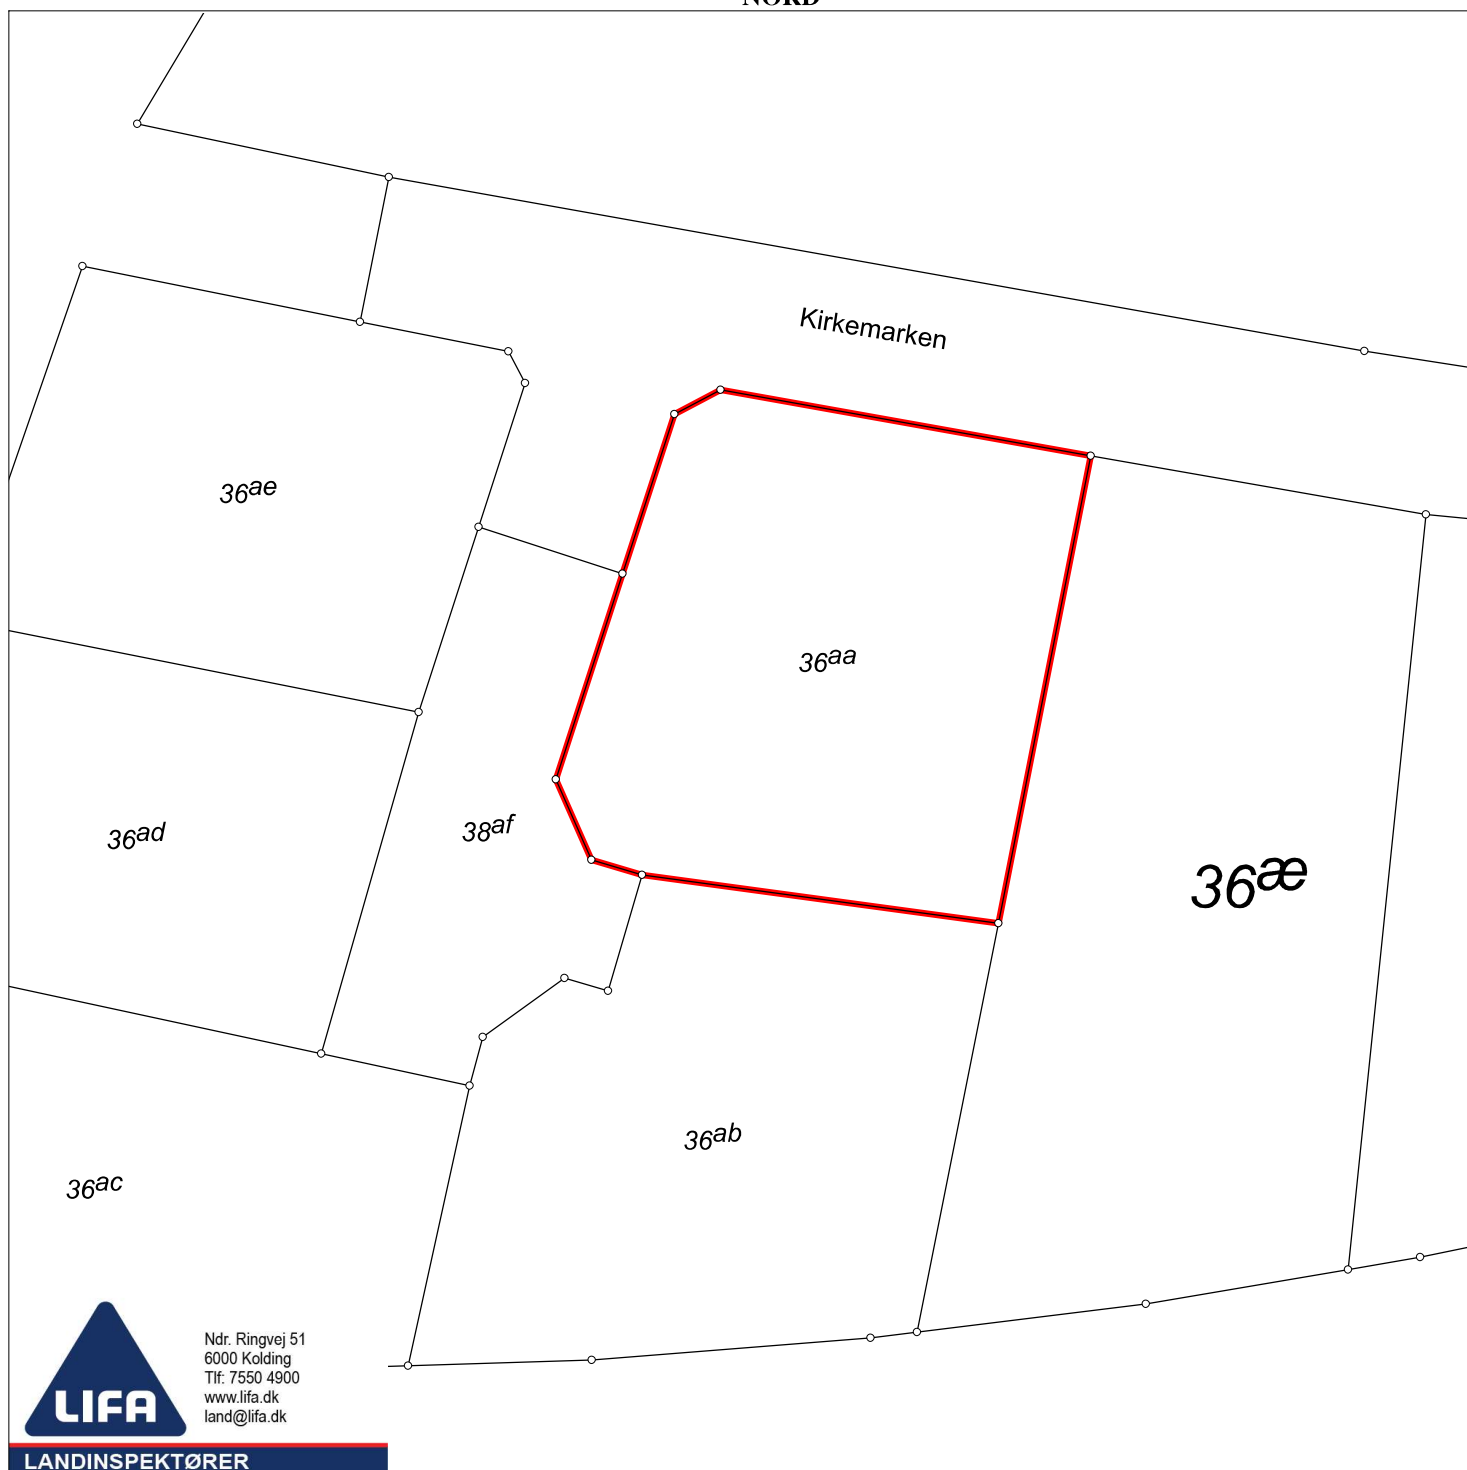 NORD
Kirkemarken
36ae
36aa
36ad
38af
36æ
36ab
36ac
Ndr. Ringvej 51
6000 Kolding
Tlf: 7550 4900
www.lifa.dk
land@lifa.dk
LIFA
LANDINSPEKTØRER